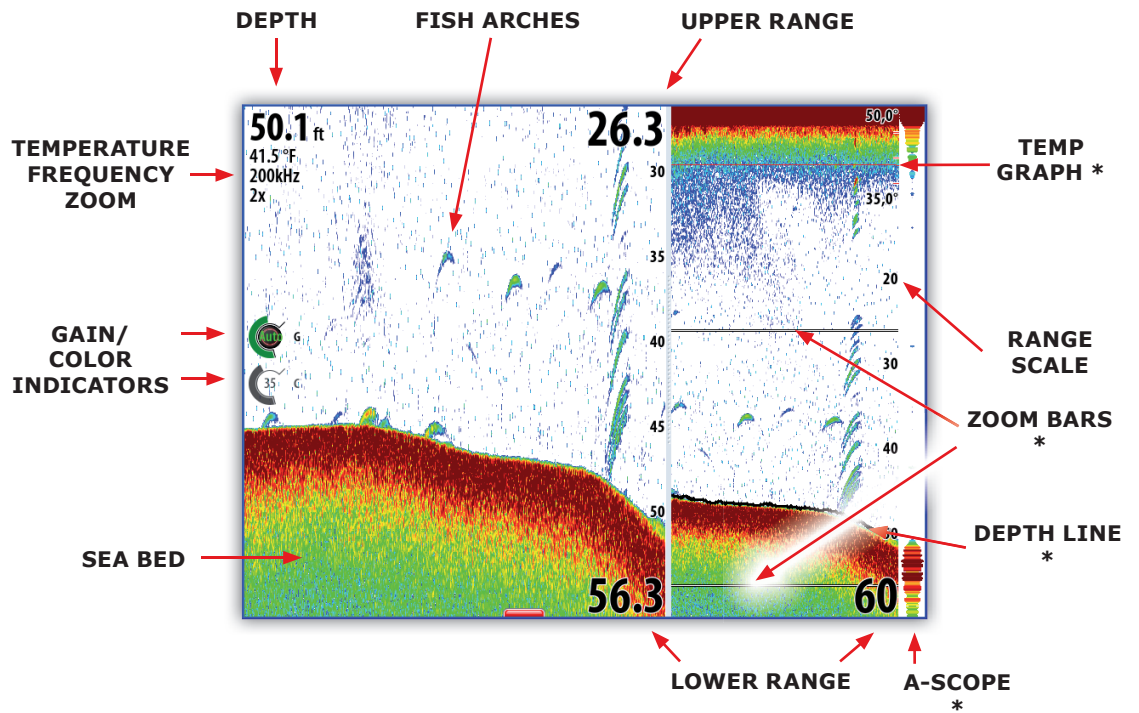 DEPTH
FISH ARCHES
UPPER RANGE
TEMPERATURE
FREQUENCY
ZOOM
50.1 ft
41.5 °F
200kHz
2x
26.3
30
35
40
45
50
56.3
Auto G
35 C
50,0°
35,0°
20
30
40
50
60
TEMP
GRAPH *
RANGE
SCALE
GAIN/
COLOR
INDICATORS
ZOOM BARS
*
DEPTH LINE
*
SEA BED
LOWER RANGE
A-SCOPE
*